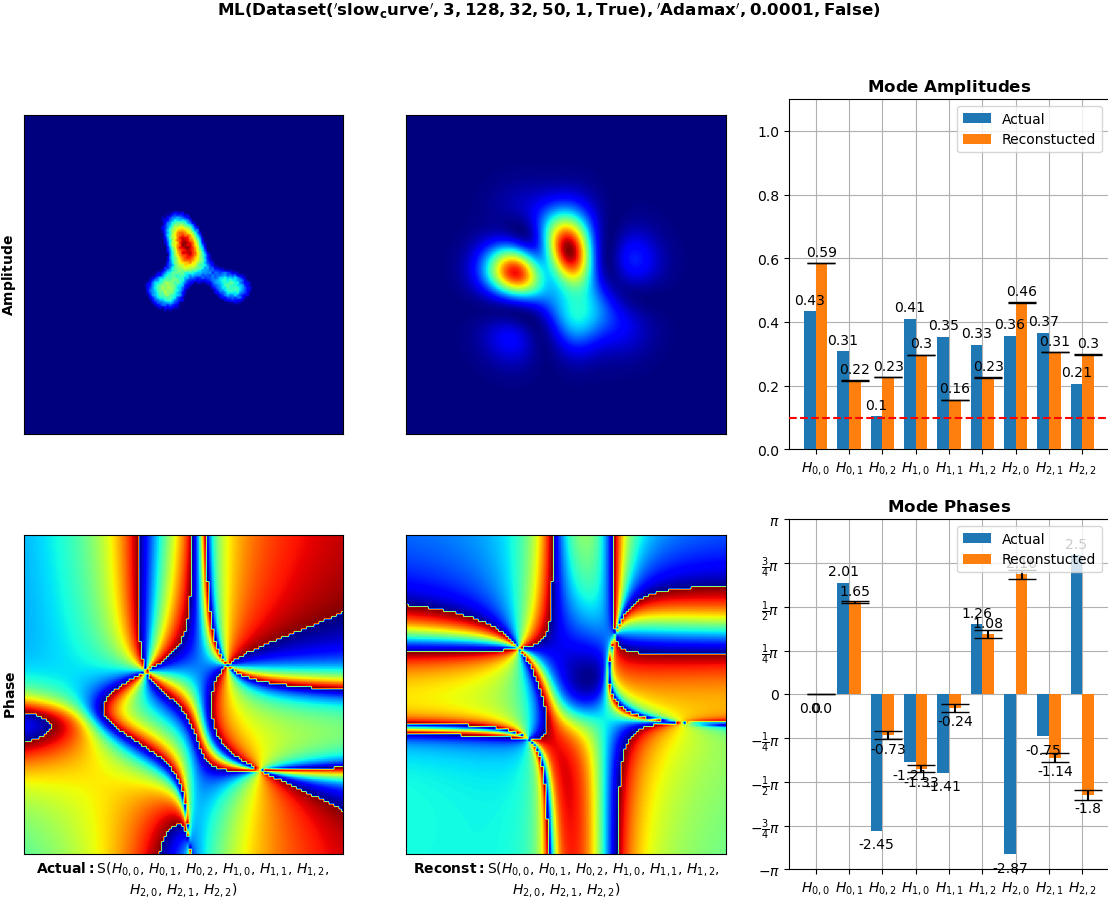 ML(Dataset('slow_curve', 3, 128, 32, 50, 1, True), 'Adamax', 0.0001, False)
Amplitude
Mode Amplitudes
Actual
Reconstucted
1.0
0.8
0.6
0.4
0.2
0.0
0.43
0.59
0.31
0.22
0.1
0.23
0.41
0.3
0.35
0.16
0.33
0.23
0.36
0.46
0.37
0.31
0.21
0.3
H0,0 H0,1 H0,2 H1,0 H1,1 H1,2 H2,0 H2,1 H2,2
Phase
Mode Phases
Actual
Reconstucted
π
3/4π
1/2π
1/4π
0
−1/4π
−1/2π
−3/4π
−π
0.0
0.0
2.01
1.65
-2.45
-0.73
-1.21
-1.33
-1.41
-0.24
1.26
1.08
-2.87
-0.75
-1.14
2.5
-1.8
H0,0 H0,1 H0,2 H1,0 H1,1 H1,2 H2,0 H2,1 H2,2
Actual: S(H0,0, H0,1, H0,2, H1,0, H1,1, H1,2,
H2,0, H2,1, H2,2)
Reconst: S(H0,0, H0,1, H0,2, H1,0, H1,1, H1,2,
H2,0, H2,1, H2,2)